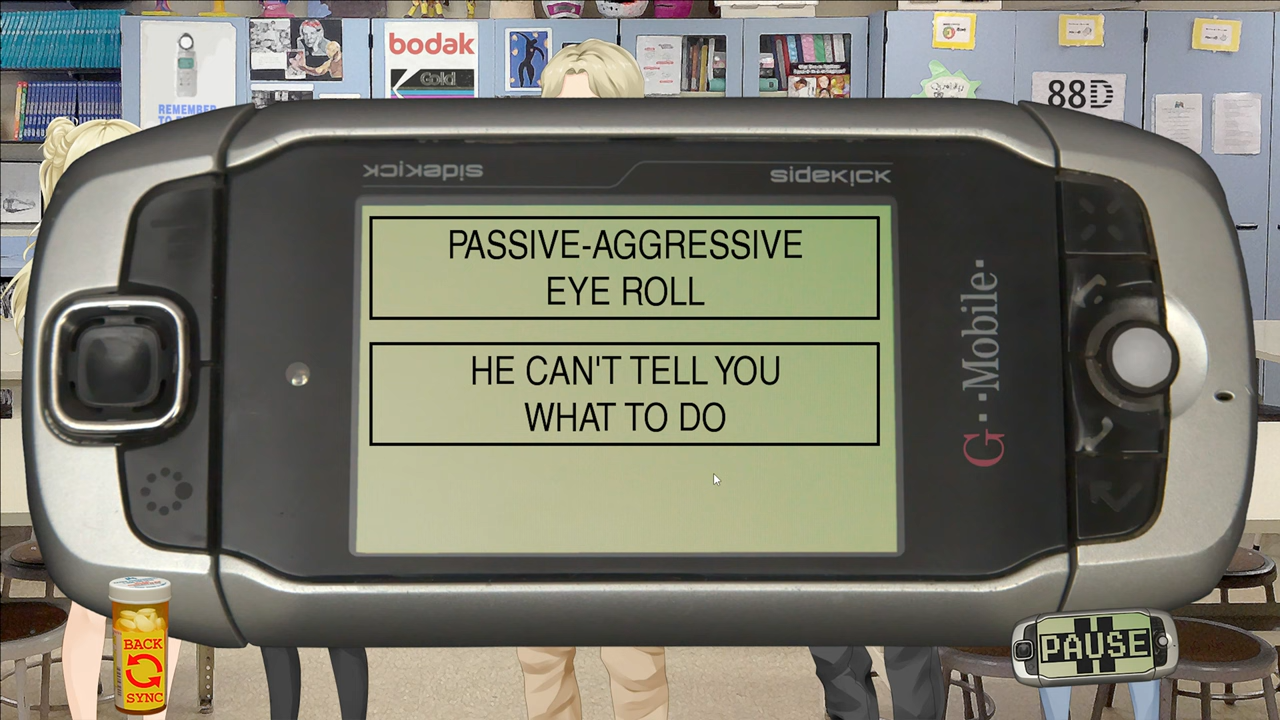 bodak
Gold
REMEMBER
88D
sidekick
sidekick
PASSIVE-AGGRESSIVE
EYE ROLL
HE CAN'T TELL YOU
WHAT TO DO
G··Mobile·
BACK
SYNC
PAUSE